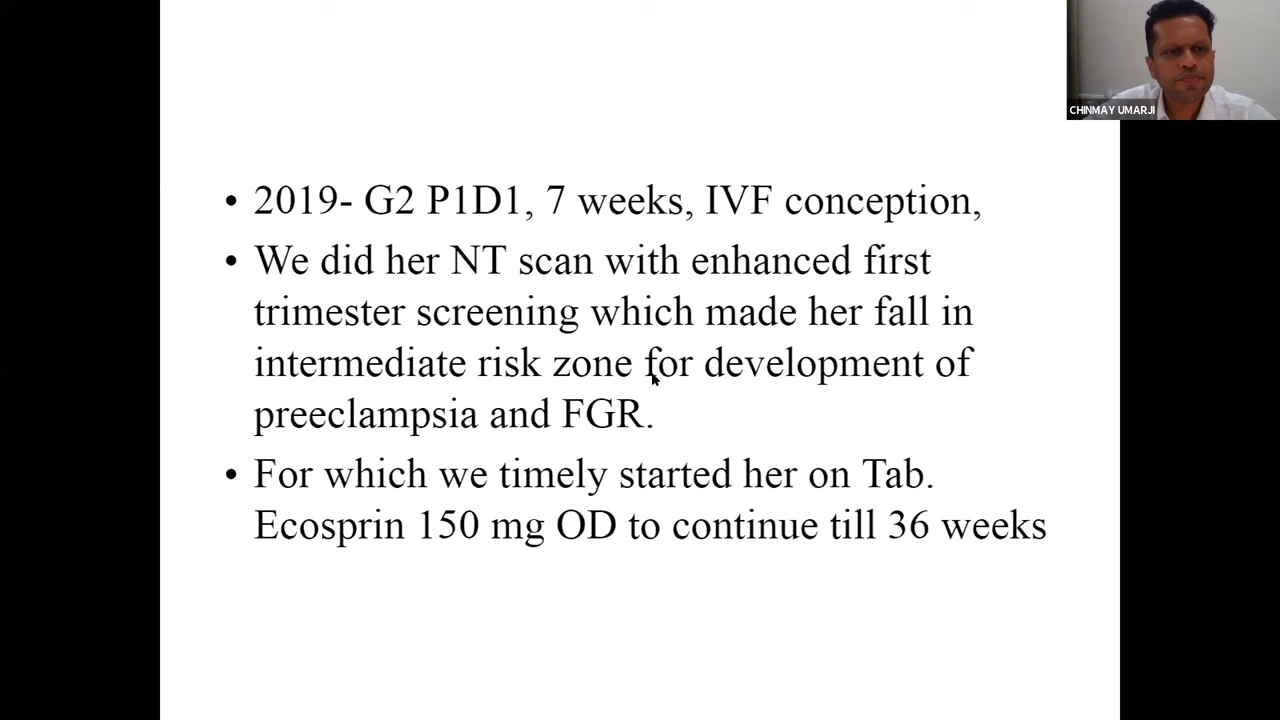 CHINMAY UMARJI
• 2019- G2 P1D1, 7 weeks, IVF conception,
• We did her NT scan with enhanced first
trimester screening which made her fall in
intermediate risk zone for development of
preeclampsia and FGR.
• For which we timely started her on Tab.
Ecosprin 150 mg OD to continue till 36 weeks